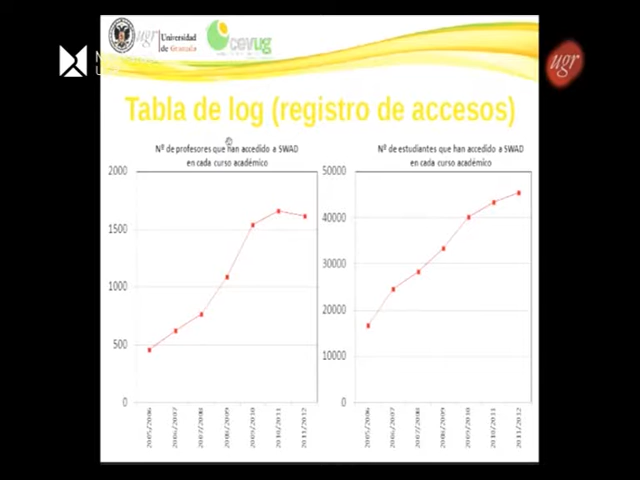 ugr
Universidad
de Granada
cevug
ugr
Tabla de log (registro de accesos)
Nº de profesores que han accedido a SWAD
en cada curso académico
2000
1500
1000
500
0
2005/2006
2006/2007
2007/2008
2008/2009
2009/2010
2010/2011
2011/2012
Nº de estudiantes que han accedido a SWAD
en cada curso académico
50000
40000
30000
20000
10000
0
2005/2006
2006/2007
2007/2008
2008/2009
2009/2010
2010/2011
2011/2012